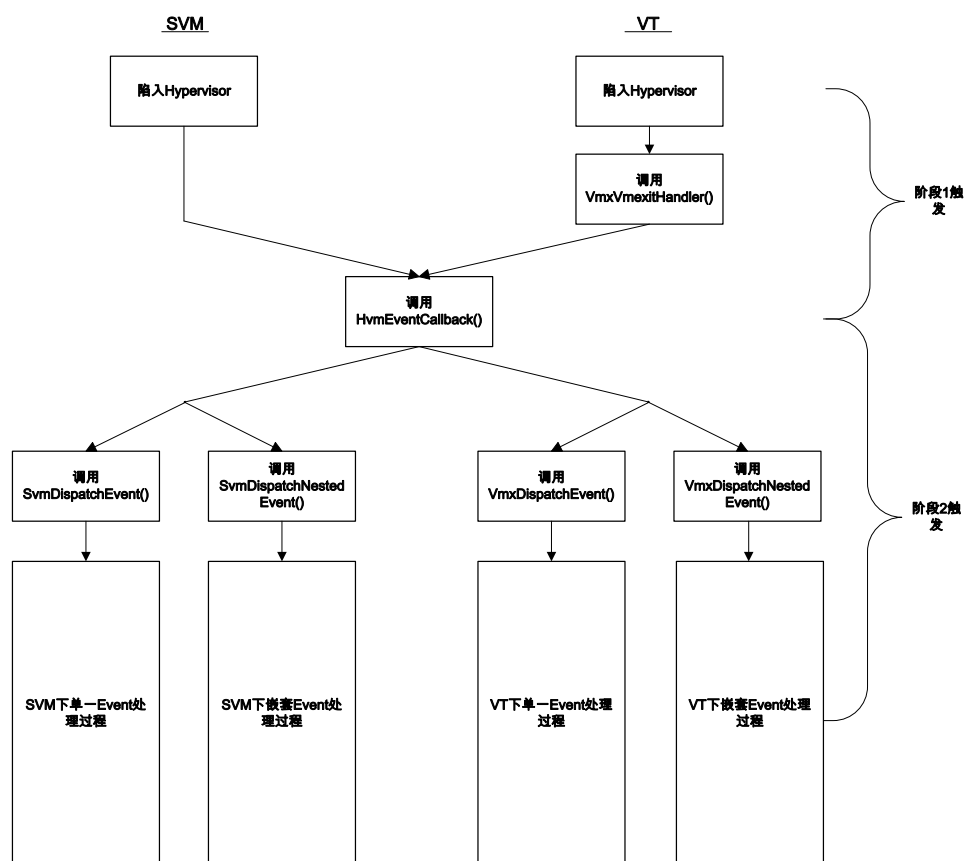 SVM
VT
陷入Hypervisor
陷入Hypervisor
调用
VmxVmexitHandler()
阶段1触
发
调用
HvmEventCallback()
调用
SvmDispatchEvent()
调用
SvmDispatchNested
Event()
调用
VmxDispatchEvent()
调用
VmxDispatchNested
Event()
阶段2触
发
SVM下单一Event处
理过程
SVM下嵌套Event处
理过程
VT下单一Event处理
过程
VT下嵌套Event处理
过程